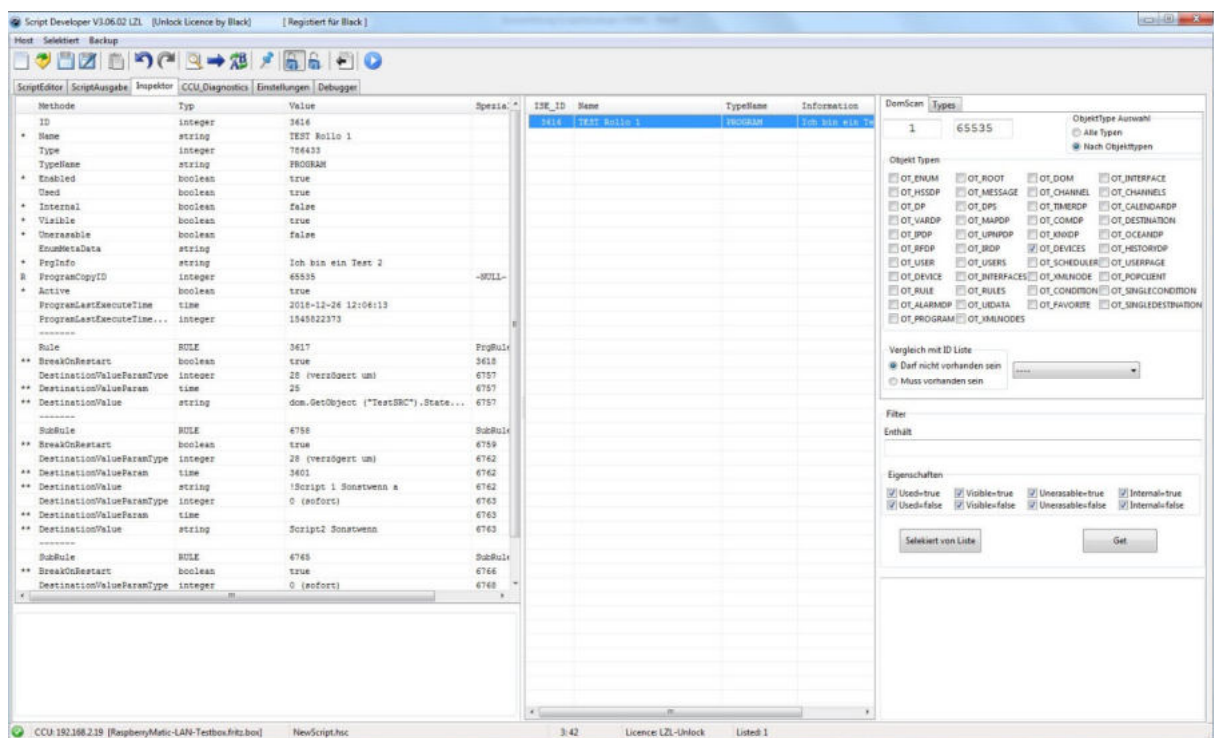 Script Developer V3.06.02 LZL [Unlock Licence by Black] [ Registiert für Black ]
Host Selektiert Backup
ScriptEditor ScriptAusgabe Inspektor CCU_Diagnostics Einstellungen Debugger
Methode Typ Value Spezia
ID integer 3616
* Name string TEST Rollo 1
Type integer 786433
TypeName string PROGRAM
* Enabled boolean true
Used boolean true
* Internal boolean false
* Visible boolean true
* Unerasable boolean false
EnumMetaData string
* PrgInfo string Ich bin ein Test 2
R ProgramCopyID integer 65535 -NULL-
* Active boolean true
ProgramLastExecuteTime time 2018-12-26 12:06:13
ProgramLastExecuteTime... integer 1545822373
-------
Rule RULE 3617 PrgRule
** BreakOnRestart boolean true 3618
DestinationValueParamType integer 28 (verzögert um) 6757
** DestinationValueParam time 25 6757
** DestinationValue string dom.GetObject ("TestSRC").State... 6757
-------
SubRule RULE 6758 SubRule
** BreakOnRestart boolean true 6759
DestinationValueParamType integer 28 (verzögert um) 6762
** DestinationValueParam time 3601 6762
** DestinationValue string !Script 1 Sonstwenn a 6762
DestinationValueParamType integer 0 (sofort) 6763
** DestinationValueParam time 6763
** DestinationValue string Script2 Sonstwenn 6763
-------
SubRule RULE 6765 SubRule
** BreakOnRestart boolean true 6766
DestinationValueParamType integer 0 (sofort) 6768
ISE_ID Name TypeName Information
3616 TEST Rollo 1 PROGRAM Ich bin ein Te
DomScan Types
1 65535
ObjektType Auswahl
Alle Typen
Nach Objekttypen
Objekt Typen
OT_ENUM OT_ROOT OT_DOM OT_INTERFACE
OT_HSSDP OT_MESSAGE OT_CHANNEL OT_CHANNELS
OT_DP OT_DPS OT_TIMERDP OT_CALENDARDP
OT_VARDP OT_MAPDP OT_COMDP OT_DESTINATION
OT_IPDP OT_UPNPDP OT_KNXDP OT_OCEANDP
OT_RFDP OT_IRDP OT_DEVICES OT_HISTORYDP
OT_USER OT_USERS OT_SCHEDULER OT_USERPAGE
OT_DEVICE OT_INTERFACES OT_XMLNODE OT_POPCLIENT
OT_RULE OT_RULES OT_CONDITION OT_SINGLECONDITION
OT_ALARMDP OT_UIDATA OT_FAVORITE OT_SINGLEDESTINATION
OT_PROGRAM OT_XMLNODES
Vergleich mit ID Liste
Darf nicht vorhanden sein ----
Muss vorhanden sein
Filter
Enthält
Eigenschaften
Used=true Visible=true Unerasable=true Internal=true
Used=false Visible=false Unerasable=false Internal=false
Selekiert von Liste Get
CCU: 192.168.2.19 [RaspberryMatic-LAN-Testbox.fritz.box] NewScript.hsc 3: 42 Licence: LZL-Unlock Listed: 1